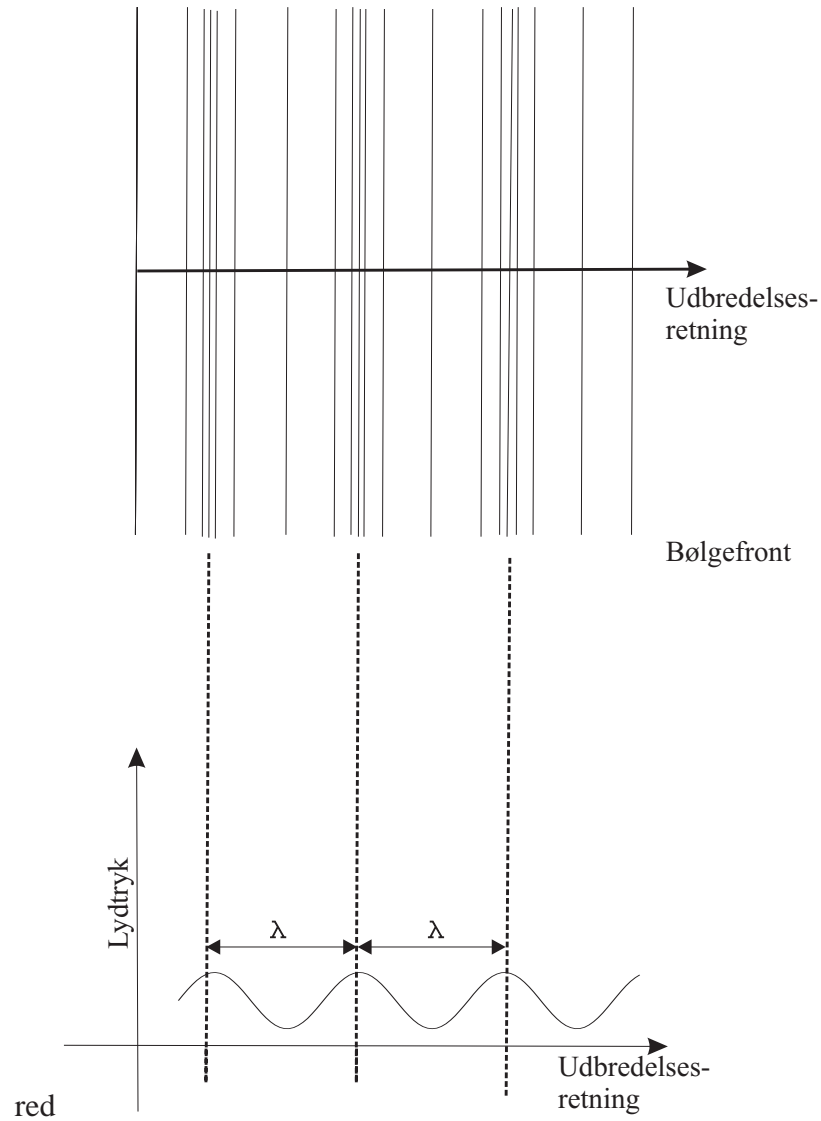 Udbredelses-
retning
Bølgefront
Lydtryk
λ
λ
Udbredelses-
retning
red